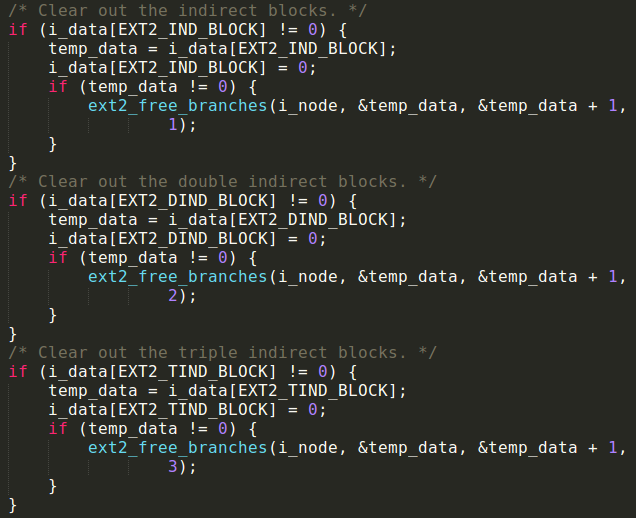 /* Clear out the indirect blocks. */
if (i_data[EXT2_IND_BLOCK] != 0) {
    temp_data = i_data[EXT2_IND_BLOCK];
    i_data[EXT2_IND_BLOCK] = 0;
    if (temp_data != 0) {
        ext2_free_branches(i_node, &temp_data, &temp_data + 1,
                1);
    }
}
/* Clear out the double indirect blocks. */
if (i_data[EXT2_DIND_BLOCK] != 0) {
    temp_data = i_data[EXT2_DIND_BLOCK];
    i_data[EXT2_DIND_BLOCK] = 0;
    if (temp_data != 0) {
        ext2_free_branches(i_node, &temp_data, &temp_data + 1,
                2);
    }
}
/* Clear out the triple indirect blocks. */
if (i_data[EXT2_TIND_BLOCK] != 0) {
    temp_data = i_data[EXT2_TIND_BLOCK];
    i_data[EXT2_TIND_BLOCK] = 0;
    if (temp_data != 0) {
        ext2_free_branches(i_node, &temp_data, &temp_data + 1,
                3);
    }
}